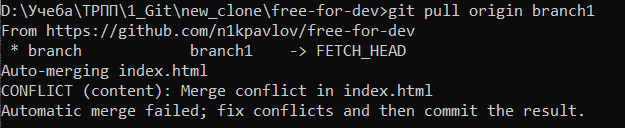 D:\Учеба\ТРПП\1_Git\new_clone\free-for-dev>git pull origin branch1
From https://github.com/n1kpavlov/free-for-dev
 * branch            branch1    -> FETCH_HEAD
Auto-merging index.html
CONFLICT (content): Merge conflict in index.html
Automatic merge failed; fix conflicts and then commit the result.